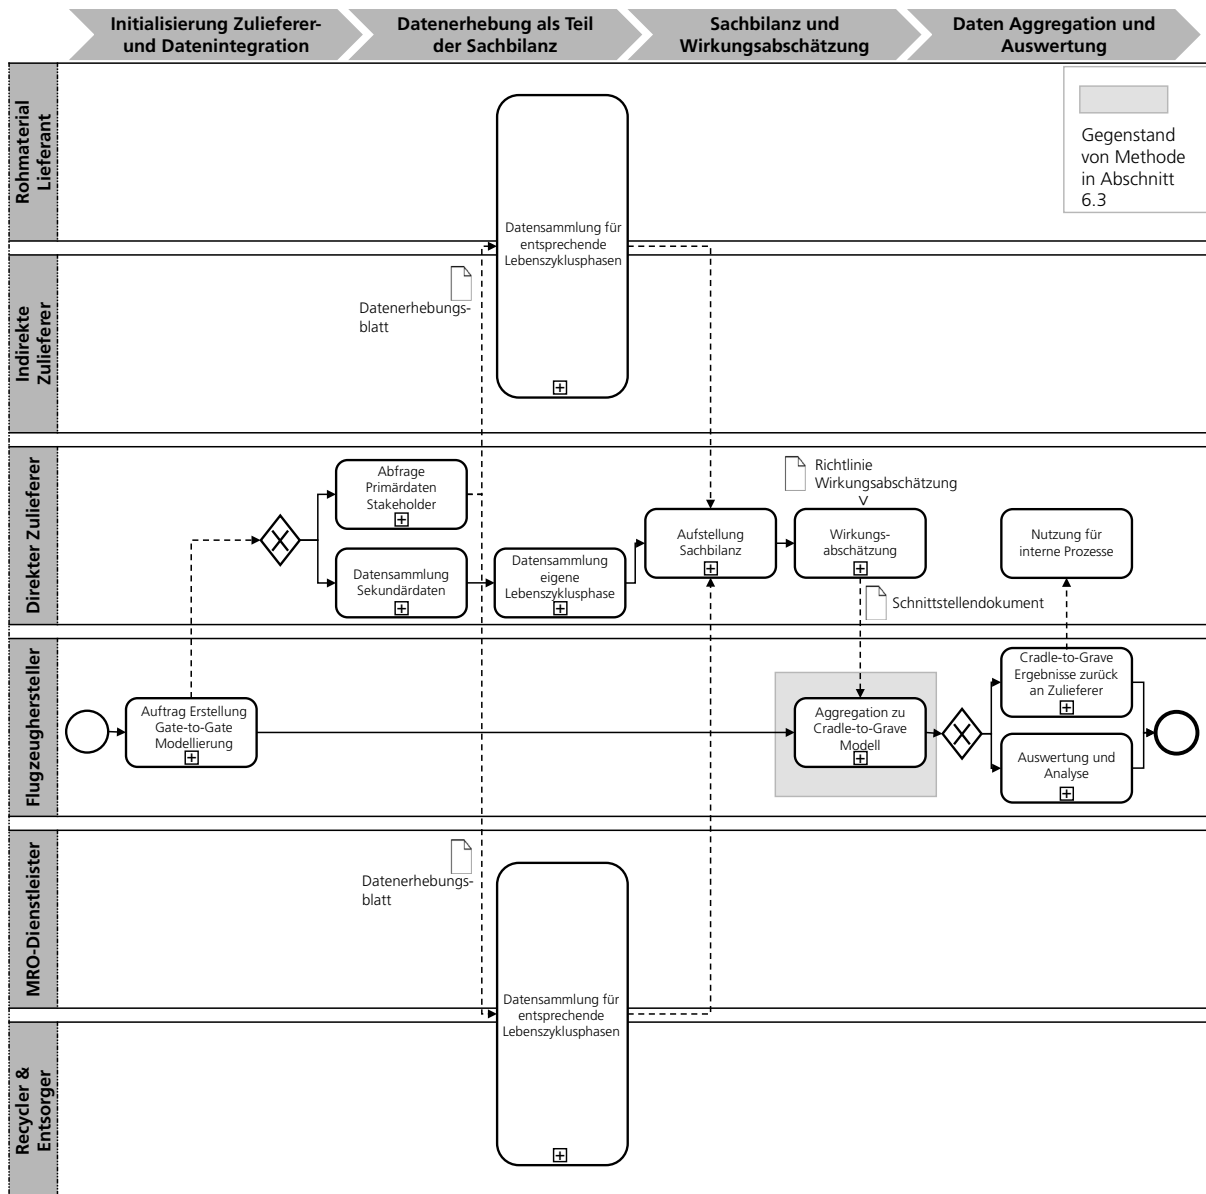 Initialisierung Zulieferer-
und Datenintegration
Datenerhebung als Teil
der Sachbilanz
Sachbilanz und
Wirkungsabschätzung
Daten Aggregation und
Auswertung
Rohmaterial
Lieferant
Gegenstand
von Methode
in Abschnitt
6.3
Datensammlung für
entsprechende
Lebenszyklusphasen
Indirekte
Zulieferer
Datenerhebungs-
blatt
Direkter Zulieferer
Abfrage
Primärdaten
Stakeholder
Datensammlung
Sekundärdaten
Datensammlung
eigene
Lebenszyklusphase
Aufstellung
Sachbilanz
Richtlinie
Wirkungsabschätzung
Wirkungs-
abschätzung
Schnittstellendokument
Nutzung für
interne Prozesse
Flugzeughersteller
Auftrag Erstellung
Gate-to-Gate
Modellierung
Aggregation zu
Cradle-to-Grave
Modell
Cradle-to-Grave
Ergebnisse zurück
an Zulieferer
Auswertung und
Analyse
MRO-Dienstleister
Datenerhebungs-
blatt
Datensammlung für
entsprechende
Lebenszyklusphasen
Recycler &
Entsorger